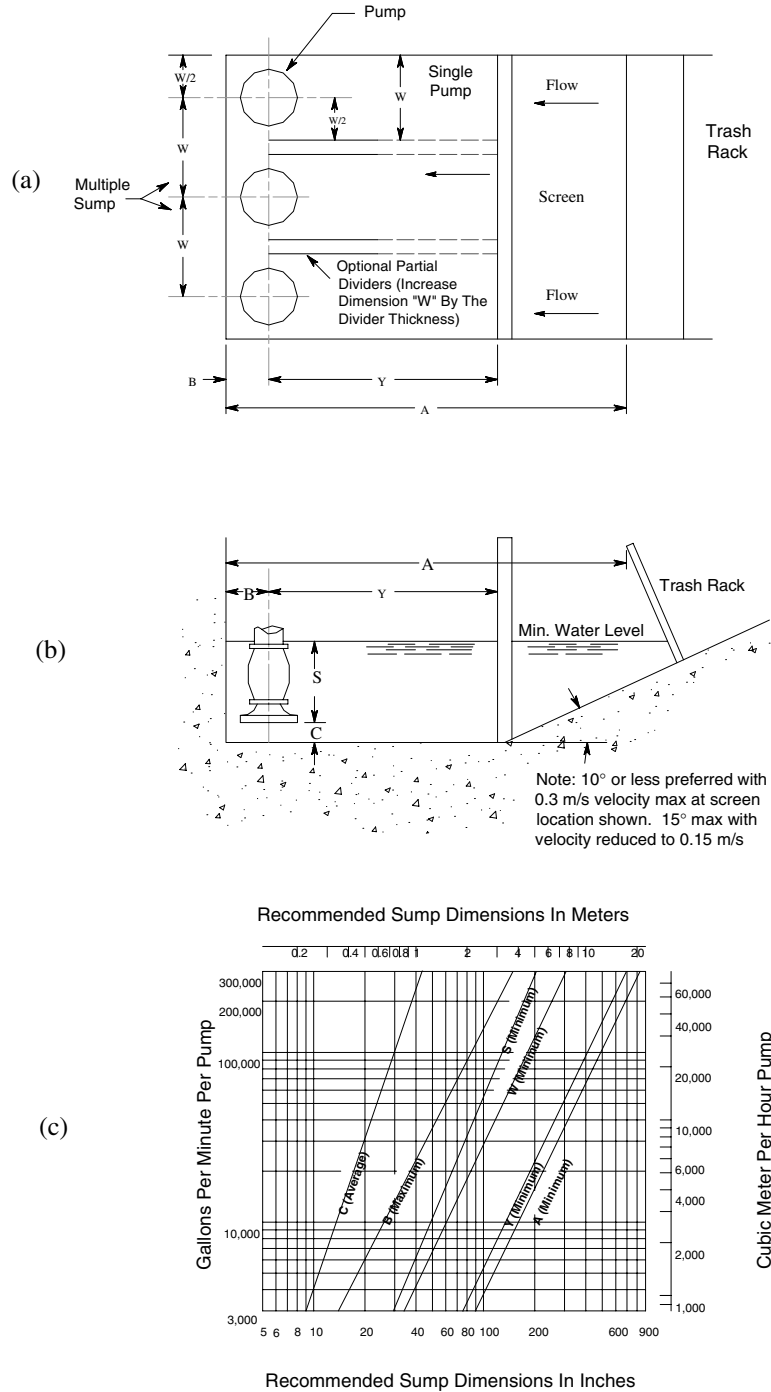 Pump
W/2
Single
Pump
W
Flow
W/2
Trash
Rack
W
(a)
Multiple
Sump
Screen
W
Optional Partial
Dividers (Increase
Dimension "W" By The
Divider Thickness)
Flow
B
Y
A
A
B
Y
Trash Rack
Min. Water Level
(b)
S
C
Note: 10° or less preferred with
0.3 m/s velocity max at screen
location shown. 15° max with
velocity reduced to 0.15 m/s
Recommended Sump Dimensions In Meters
0.2 0.4 0.6 0.8 1 2 4 6 8 10 20
300,000
200,000
100,000
10,000
3,000
Gallons Per Minute Per Pump
(c)
C (Average)
B (Maximum)
S (Minimum)
W (Minimum)
Y (Minimum)
A (Minimum)
60,000
40,000
20,000
10,000
6,000
4,000
2,000
1,000
Cubic Meter Per Hour Pump
5 6 8 10 20 40 60 80 100 200 600 900
Recommended Sump Dimensions In Inches